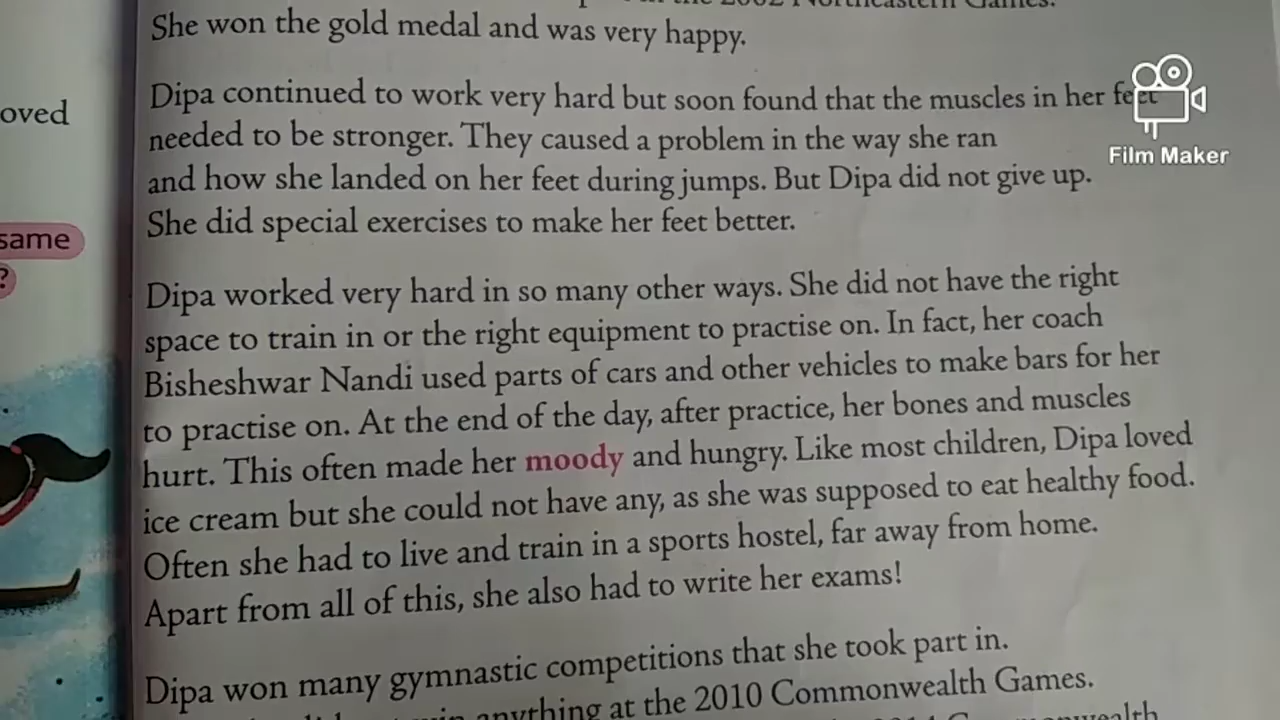 the 2002 Northeastern Games.
She won the gold medal and was very happy.
Dipa continued to work very hard but soon found that the muscles in her feet
needed to be stronger. They caused a problem in the way she ran
and how she landed on her feet during jumps. But Dipa did not give up.
She did special exercises to make her feet better.
Dipa worked very hard in so many other ways. She did not have the right
space to train in or the right equipment to practise on. In fact, her coach
Bisheshwar Nandi used parts of cars and other vehicles to make bars for her
to practise on. At the end of the day, after practice, her bones and muscles
hurt. This often made her moody and hungry. Like most children, Dipa loved
ice cream but she could not have any, as she was supposed to eat healthy food.
Often she had to live and train in a sports hostel, far away from home.
Apart from all of this, she also had to write her exams!
Dipa won many gymnastic competitions that she took part in.
anything at the 2010 Commonwealth Games.
oved
same
?
Film Maker